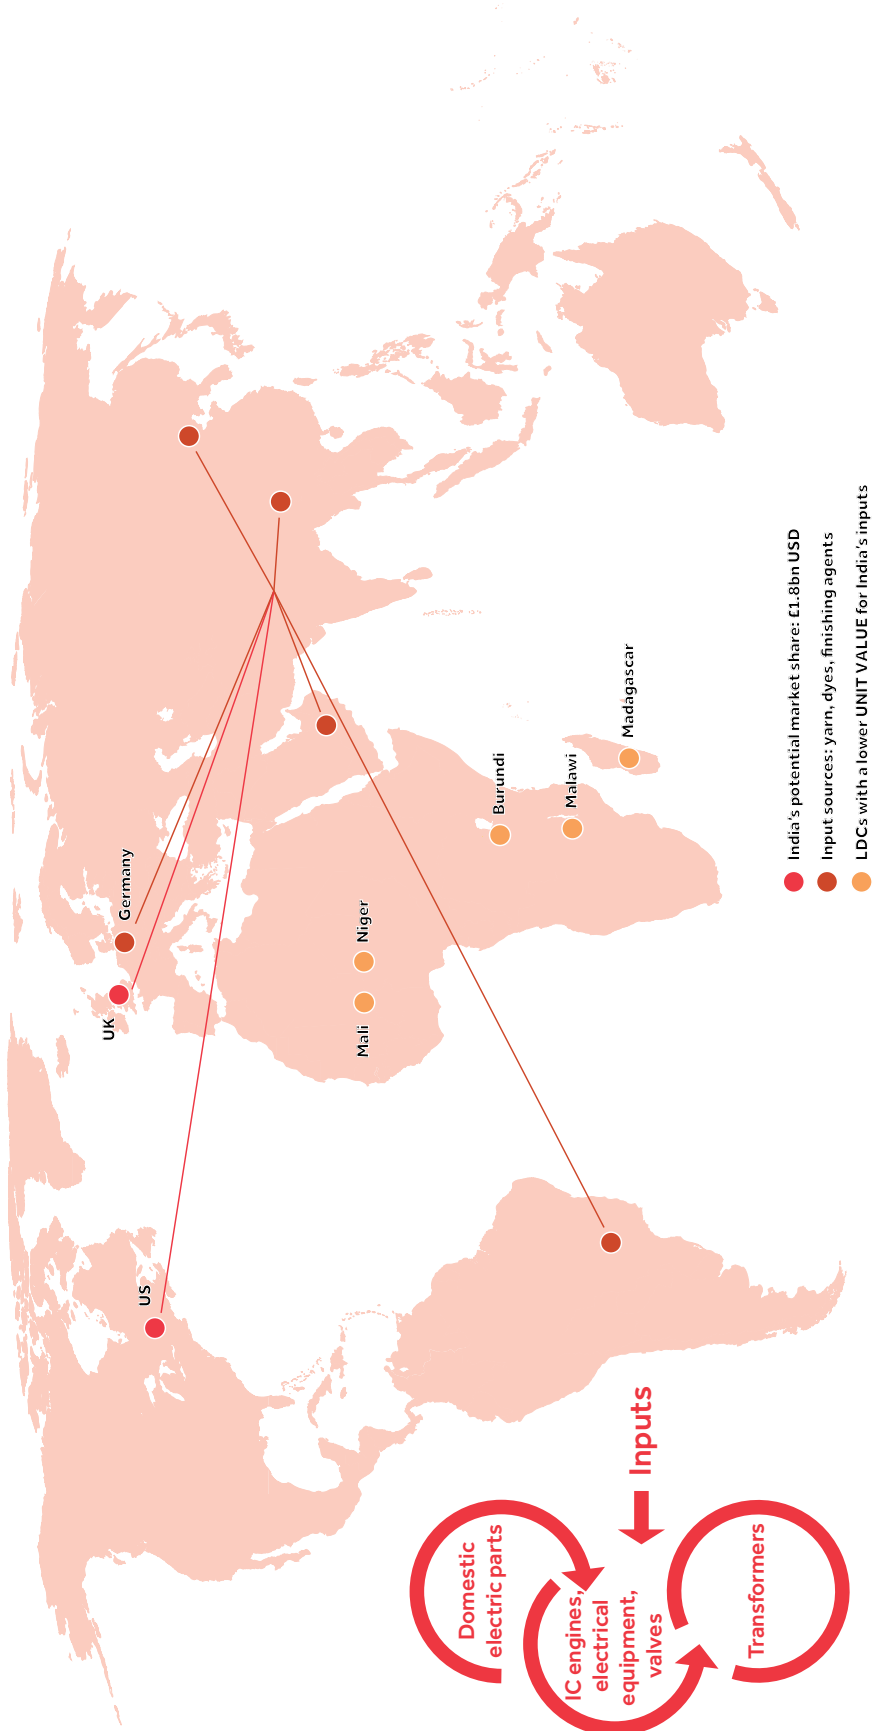 UK
Germany
US
Mali
Niger
Burundi
Malawi
Madagascar
Domestic
electric parts
IC engines,
electrical
equipment,
valves
Transformers
Inputs
India's potential market share: £1.8bn USD
Input sources: yarn, dyes, finishing agents
LDCs with a lower UNIT VALUE for India's inputs